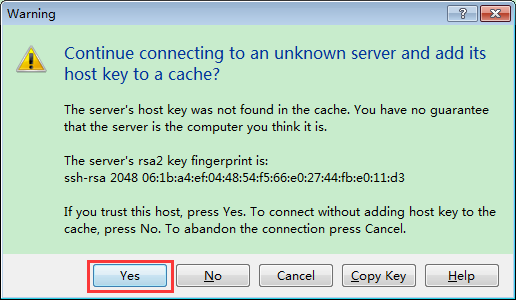 Warning
?
Continue connecting to an unknown server and add its
host key to a cache?
The server's host key was not found in the cache. You have no guarantee
that the server is the computer you think it is.
The server's rsa2 key fingerprint is:
ssh-rsa 2048 06:1b:a4:ef:04:48:54:f5:66:e0:27:44:fb:e0:11:d3
If you trust this host, press Yes. To connect without adding host key to the
cache, press No. To abandon the connection press Cancel.
Yes No Cancel Copy Key Help